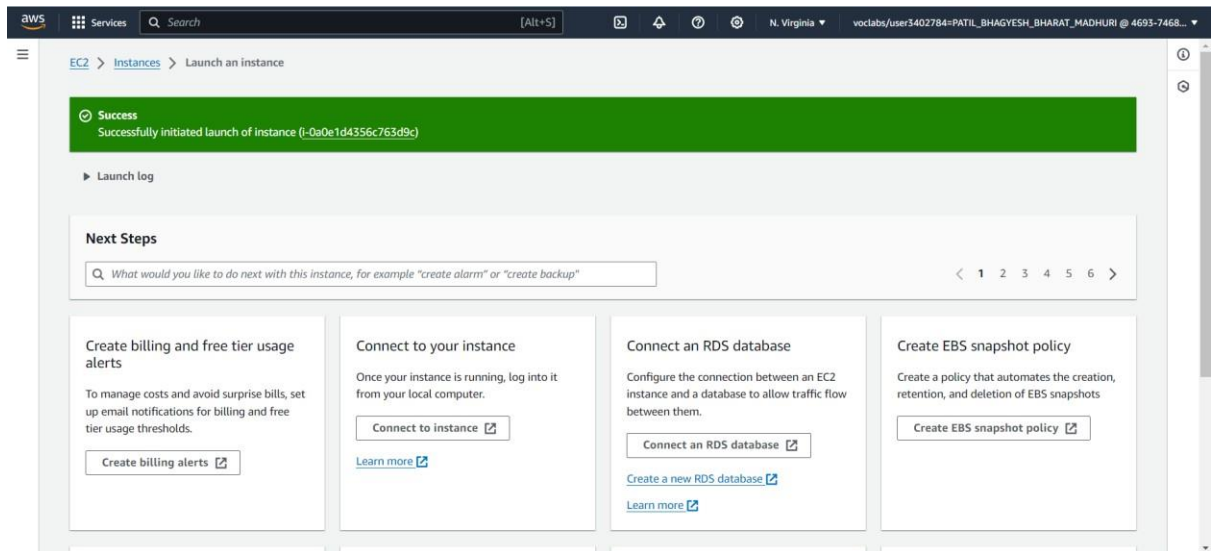 aws
Services
Search
[Alt+S]
N. Virginia
voclabs/user3402784=PATIL_BHAGYESH_BHARAT_MADHURI @ 4693-7468...
EC2 > Instances > Launch an instance
Success
Successfully initiated launch of instance (i-0a0e1d4356c763d9c)
Launch log
Next Steps
What would you like to do next with this instance, for example "create alarm" or "create backup"
1 2 3 4 5 6
Create billing and free tier usage
alerts
To manage costs and avoid surprise bills, set
up email notifications for billing and free
tier usage thresholds.
Create billing alerts
Connect to your instance
Once your instance is running, log into it
from your local computer.
Connect to instance
Learn more
Connect an RDS database
Configure the connection between an EC2
instance and a database to allow traffic flow
between them.
Connect an RDS database
Create a new RDS database
Learn more
Create EBS snapshot policy
Create a policy that automates the creation,
retention, and deletion of EBS snapshots
Create EBS snapshot policy